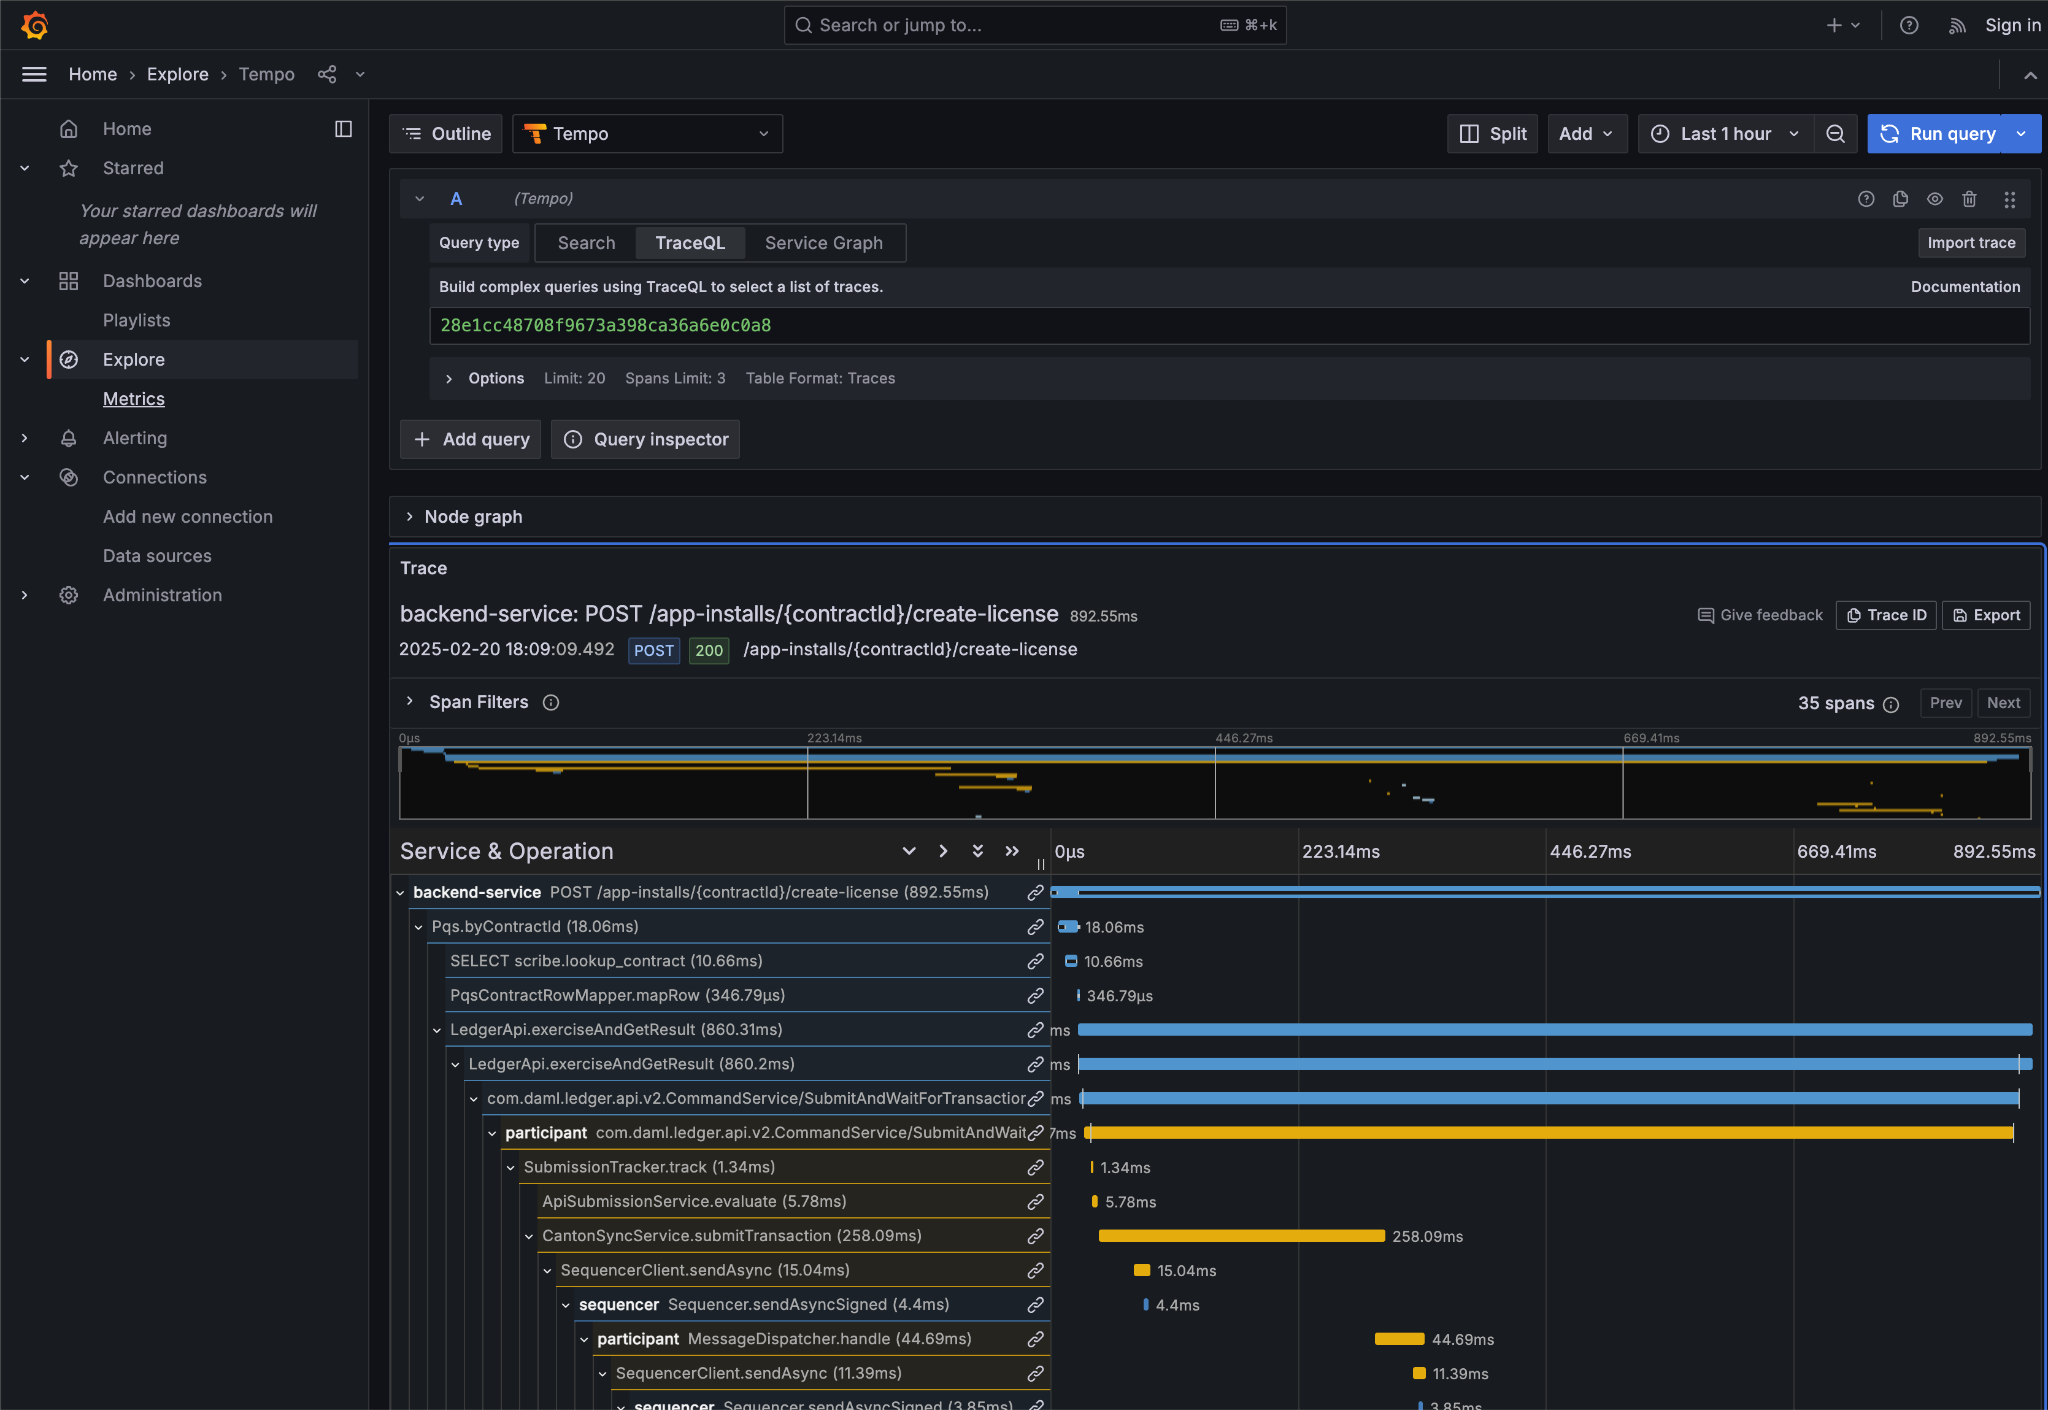 Search or jump to... ⌘+k
Sign in
Home › Explore › Tempo
Home
Starred
Your starred dashboards will
appear here
Dashboards
Playlists
Explore
Metrics
Alerting
Connections
Add new connection
Data sources
Administration
Outline Tempo Split Add Last 1 hour Run query
A (Tempo)
Query type Search TraceQL Service Graph Import trace
Build complex queries using TraceQL to select a list of traces. Documentation
28e1cc48708f9673a398ca36a6e0c0a8
Options Limit: 20 Spans Limit: 3 Table Format: Traces
Add query Query inspector
Node graph
Trace
backend-service: POST /app-installs/{contractId}/create-license 892.55ms Give feedback Trace ID Export
2025-02-20 18:09:09.492 POST 200 /app-installs/{contractId}/create-license
Span Filters 35 spans Prev Next
0μs 223.14ms 446.27ms 669.41ms 892.55ms
Service & Operation 0μs 223.14ms 446.27ms 669.41ms 892.55ms
backend-service POST /app-installs/{contractId}/create-license (892.55ms)
Pqs.byContractId (18.06ms) 18.06ms
SELECT scribe.lookup_contract (10.66ms) 10.66ms
PqsContractRowMapper.mapRow (346.79μs) 346.79μs
LedgerApi.exerciseAndGetResult (860.31ms) ms
LedgerApi.exerciseAndGetResult (860.2ms) ms
com.daml.ledger.api.v2.CommandService/SubmitAndWaitForTransaction ms
participant com.daml.ledger.api.v2.CommandService/SubmitAndWait 7ms
SubmissionTracker.track (1.34ms) 1.34ms
ApiSubmissionService.evaluate (5.78ms) 5.78ms
CantonSyncService.submitTransaction (258.09ms) 258.09ms
SequencerClient.sendAsync (15.04ms) 15.04ms
sequencer Sequencer.sendAsyncSigned (4.4ms) 4.4ms
participant MessageDispatcher.handle (44.69ms) 44.69ms
SequencerClient.sendAsync (11.39ms) 11.39ms
sequencer Sequencer.sendAsyncSigned (3.85ms) 3.85ms